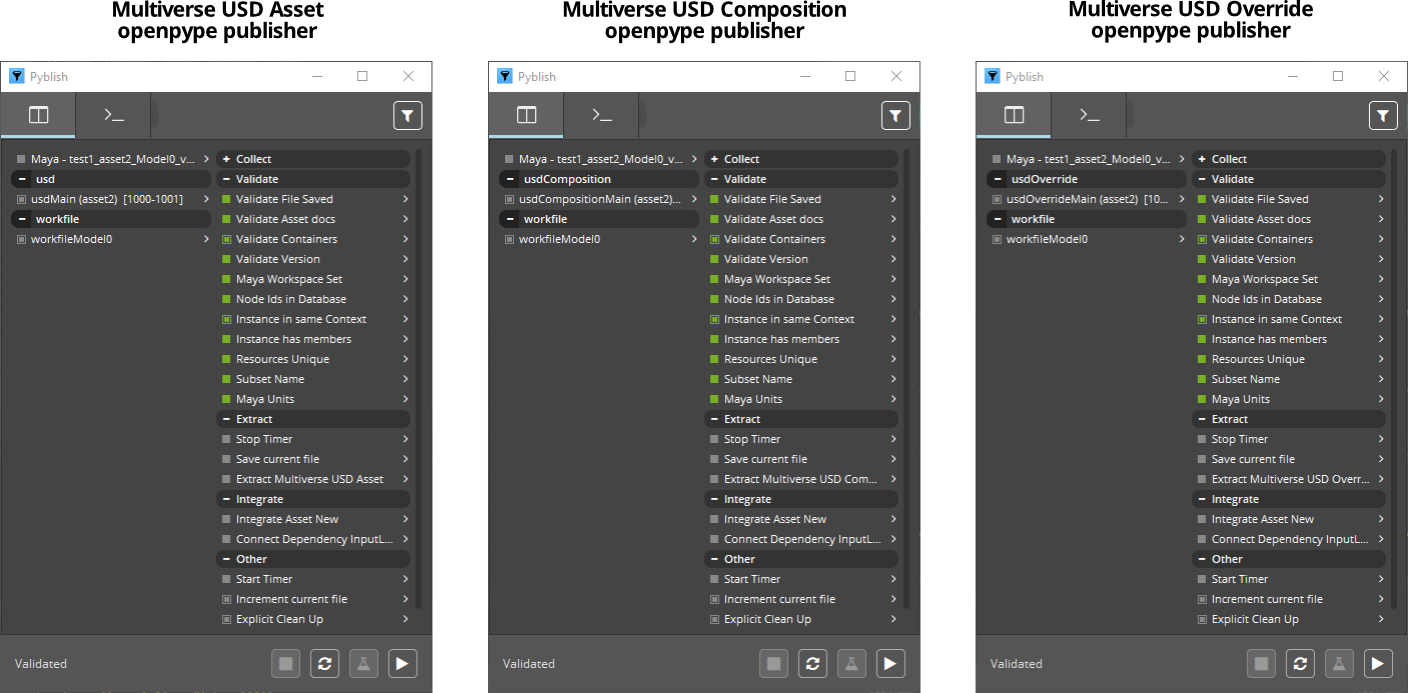 Multiverse USD Asset
openpype publisher
Pyblish
Maya - test1_asset2_Model0_v...
usd
usdMain (asset2) [1000-1001]
workfile
workfileModel0
Collect
Validate
Validate File Saved
Validate Asset docs
Validate Containers
Validate Version
Maya Workspace Set
Node Ids in Database
Instance in same Context
Instance has members
Resources Unique
Subset Name
Maya Units
Extract
Stop Timer
Save current file
Extract Multiverse USD Asset
Integrate
Integrate Asset New
Connect Dependency InputL...
Other
Start Timer
Increment current file
Explicit Clean Up
Validated
Multiverse USD Composition
openpype publisher
Pyblish
Maya - test1_asset2_Model0_v...
usdComposition
usdCompositionMain (asset2)...
workfile
workfileModel0
Collect
Validate
Validate File Saved
Validate Asset docs
Validate Containers
Validate Version
Maya Workspace Set
Node Ids in Database
Instance in same Context
Instance has members
Resources Unique
Subset Name
Maya Units
Extract
Stop Timer
Save current file
Extract Multiverse USD Com...
Integrate
Integrate Asset New
Connect Dependency InputL...
Other
Start Timer
Increment current file
Explicit Clean Up
Validated
Multiverse USD Override
openpype publisher
Pyblish
Maya - test1_asset2_Model0_v...
usdOverride
usdOverrideMain (asset2) [10...
workfile
workfileModel0
Collect
Validate
Validate File Saved
Validate Asset docs
Validate Containers
Validate Version
Maya Workspace Set
Node Ids in Database
Instance in same Context
Instance has members
Resources Unique
Subset Name
Maya Units
Extract
Stop Timer
Save current file
Extract Multiverse USD Overr...
Integrate
Integrate Asset New
Connect Dependency InputL...
Other
Start Timer
Increment current file
Explicit Clean Up
Validated